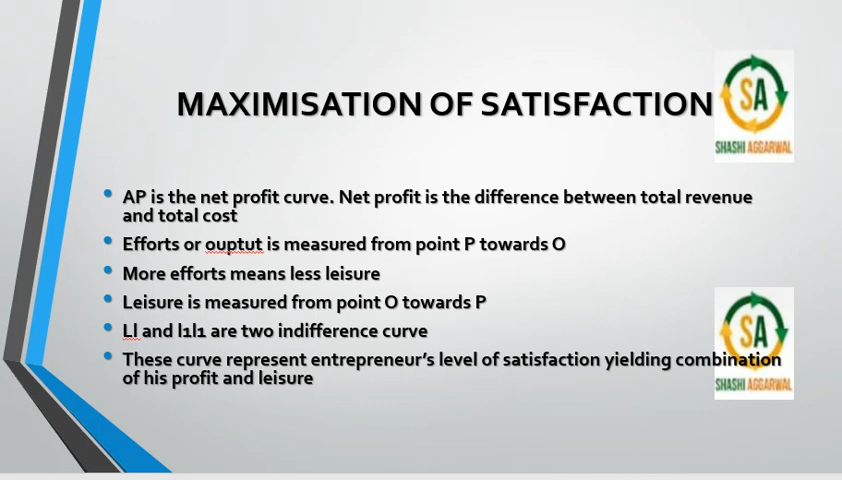 MAXIMISATION OF SATISFACTION
SA
SHASHI AGGARWAL
AP is the net profit curve. Net profit is the difference between total revenue
and total cost
Efforts or ouptut is measured from point P towards O
More efforts means less leisure
Leisure is measured from point O towards P
Ll and l1l1 are two indifference curve
These curve represent entrepreneur’s level of satisfaction yielding combination
of his profit and leisure
SA
SHASHI AGGARWAL